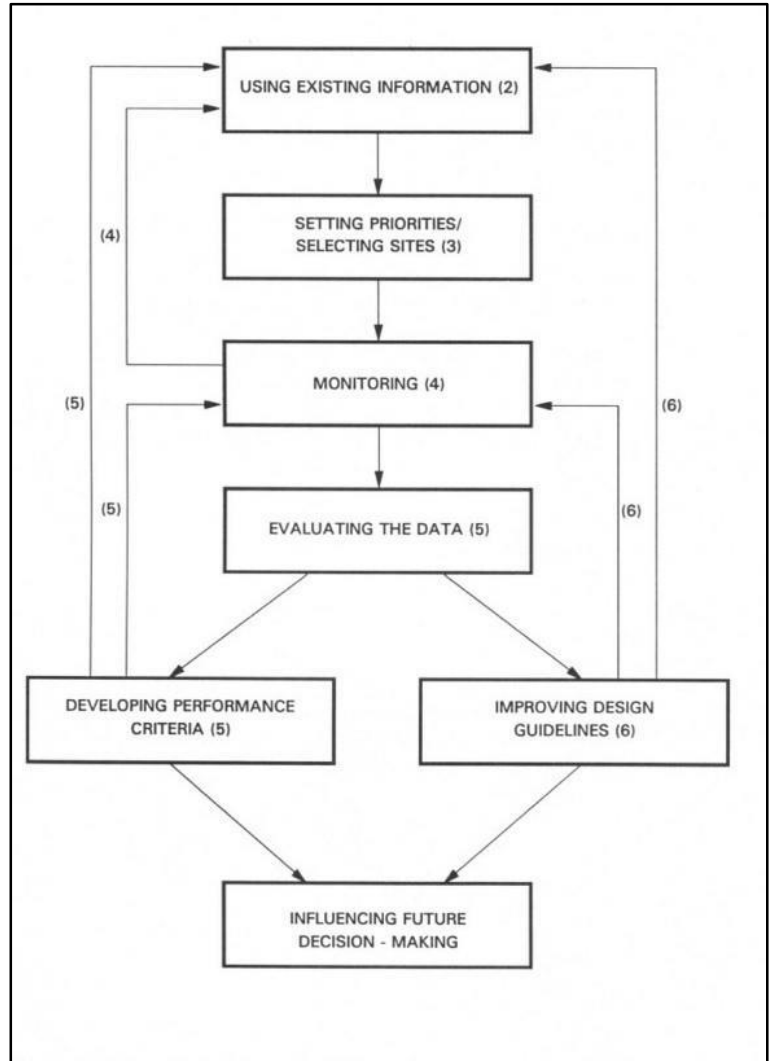 USING EXISTING INFORMATION (2)
SETTING PRIORITIES/
SELECTING SITES (3)
(4)
MONITORING (4)
(5)
(6)
(5)
(6)
EVALUATING THE DATA (5)
DEVELOPING PERFORMANCE
CRITERIA (5)
IMPROVING DESIGN
GUIDELINES (6)
INFLUENCING FUTURE
DECISION - MAKING